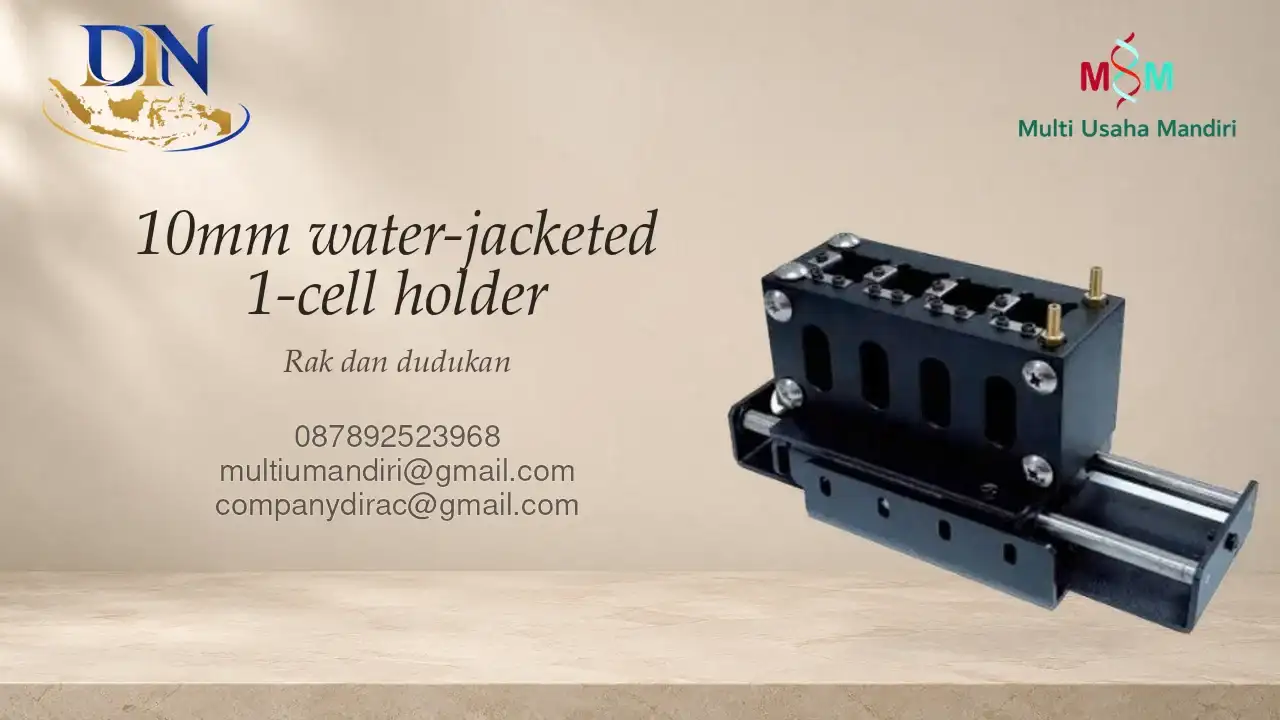 DN
MSM
Multi Usaha Mandiri
10mm water-jacketed
1-cell holder
Rak dan dudukan
087892523968
multiumandiri@gmail.com
companydirac@gmail.com